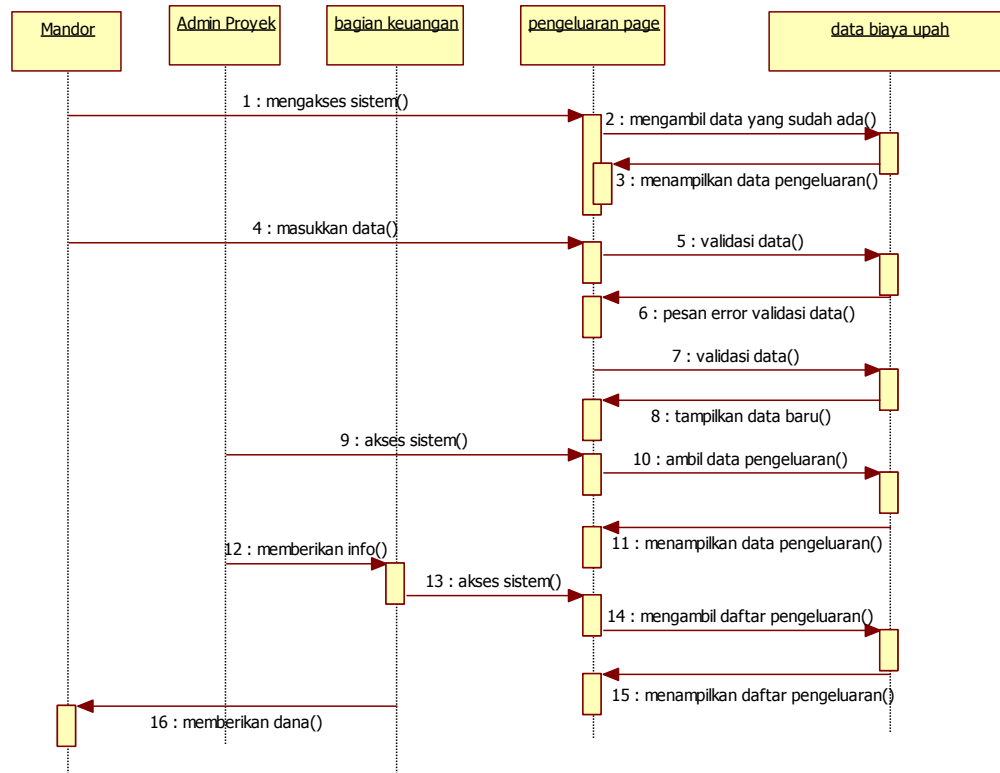 Mandor
Admin Proyek
bagian keuangan
pengeluaran page
data biaya upah
1 : mengakses sistem()
2 : mengambil data yang sudah ada()
3 : menampilkan data pengeluaran()
4 : masukkan data()
5 : validasi data()
6 : pesan error validasi data()
7 : validasi data()
8 : tampilkan data baru()
9 : akses sistem()
10 : ambil data pengeluaran()
11 : menampilkan data pengeluaran()
12 : memberikan info()
13 : akses sistem()
14 : mengambil daftar pengeluaran()
15 : menampilkan daftar pengeluaran()
16 : memberikan dana()